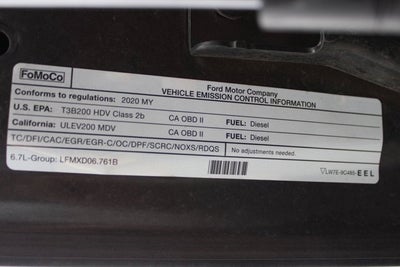 FoMoCo
Ford Motor Company
VEHICLE EMISSION CONTROL INFORMATION
Conforms to regulations: 2020 MY
U.S. EPA: T3B200 HDV Class 2b CA OBD II FUEL: Diesel
California: ULEV200 MDV CA OBD II FUEL: Diesel
TC/DFI/CAC/EGR/EGR-C/OC/DPF/SCRC/NOXS/RDQS No adjustments needed.
6.7L-Group: LFMXD06.761B
LW7E-9C485-EEL